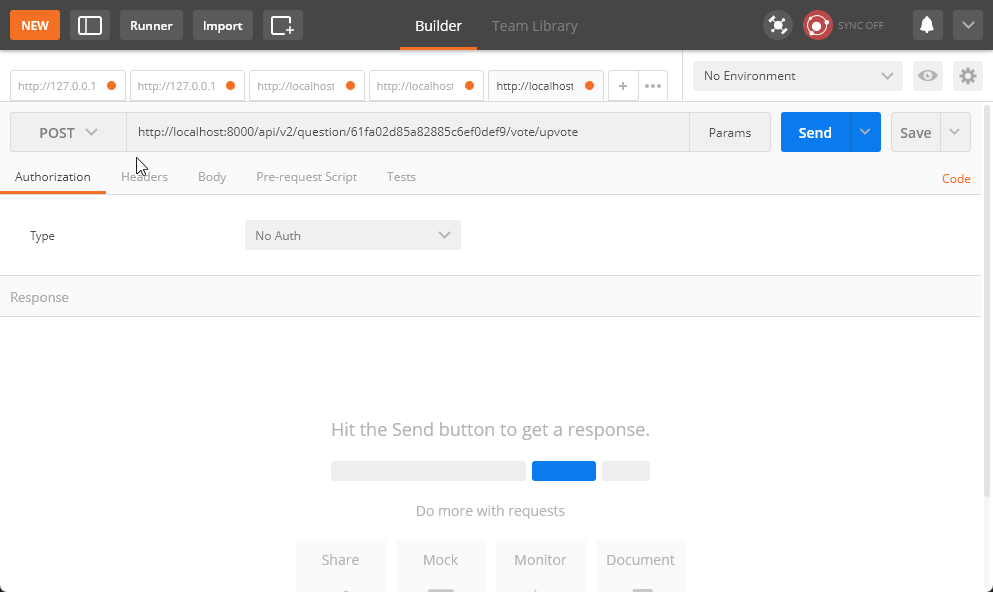 NEW Runner Import Builder Team Library SYNC OFF
http://127.0.0.1 http://127.0.0.1 http://localhost http://localhost http://localhost + ••• No Environment
POST http://localhost:8000/api/v2/question/61fa02d85a82885c6ef0def9/vote/upvote Params Send Save
Authorization Headers Body Pre-request Script Tests Code
Type No Auth
Response
Hit the Send button to get a response.
Do more with requests
Share Mock Monitor Document